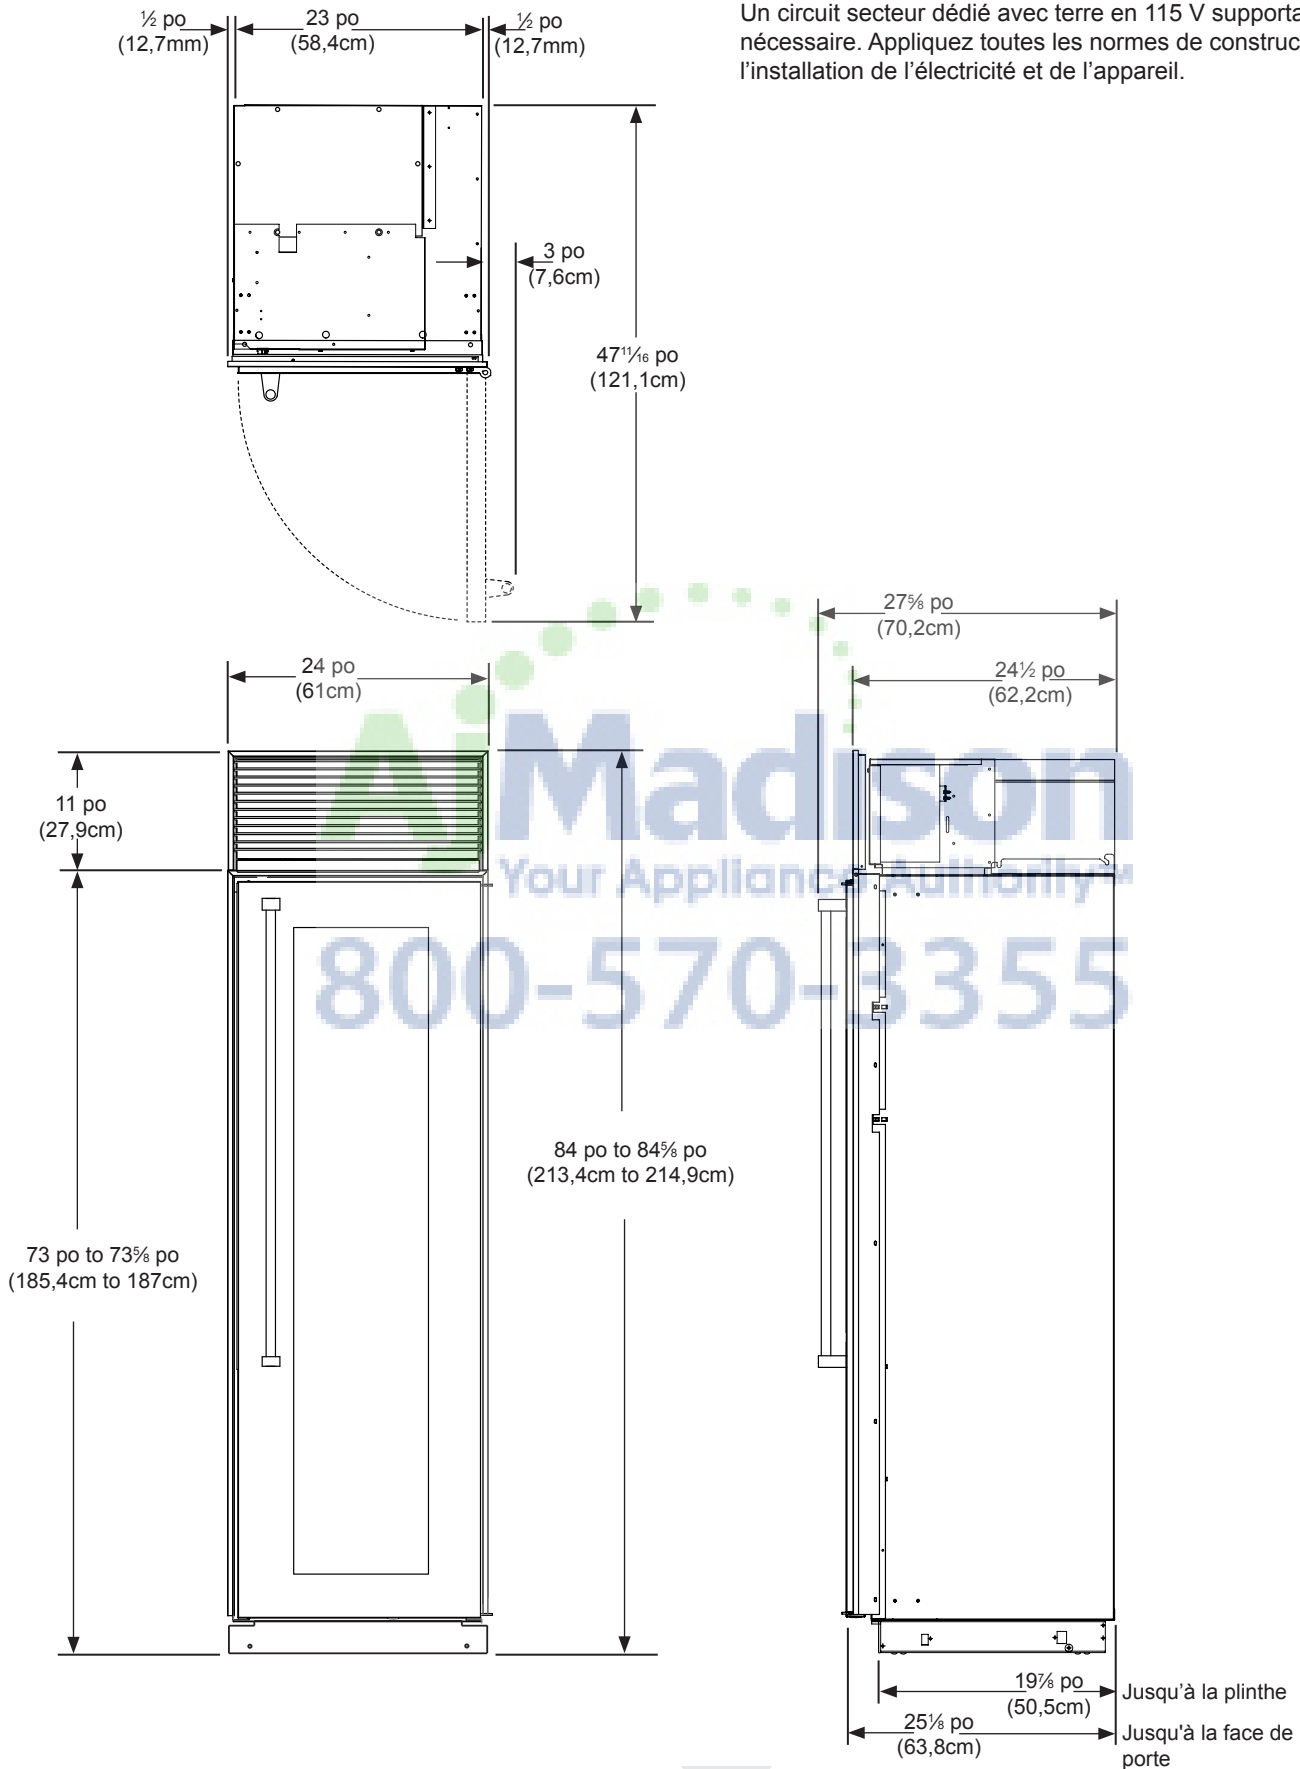 Un circuit secteur dédié avec terre en 115 V
nécessaire. Appliquez toutes les normes de
l’installation de l’électricité et de l’appareil.
½ po
(12,7mm)
23 po
(58,4cm)
½ po
(12,7mm)
3 po
(7,6cm)
47¹¹⁄₁₆ po
(121,1cm)
27⅝ po
(70,2cm)
24½ po
(62,2cm)
24 po
(61cm)
11 po
(27,9cm)
AjMadison
Your Appliance Authority™
800-570-3355
84 po to 84⅝ po
(213,4cm to 214,9cm)
73 po to 73⅝ po
(185,4cm to 187cm)
19⅞ po
(50,5cm)
Jusqu’à la plinthe
25⅛ po
(63,8cm)
Jusqu'à la face de
porte